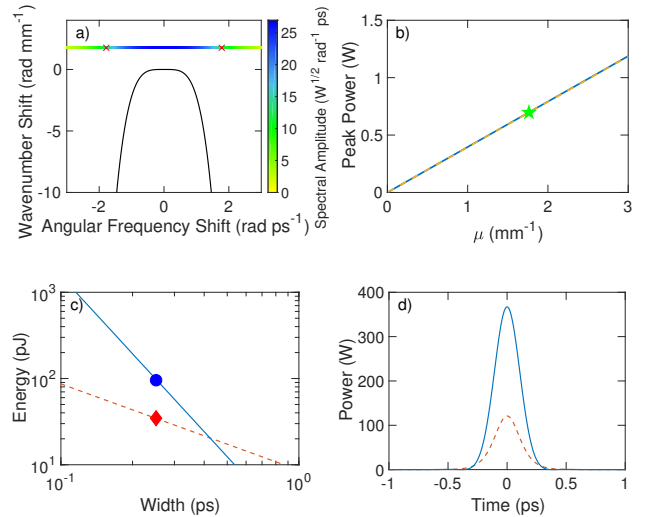 a)
Wavenumber Shift (rad mm⁻¹)
0
-5
-10
-2
0
2
Angular Frequency Shift (rad ps⁻¹)
25
20
15
10
5
0
Spectral Amplitude (W^1/2 rad⁻¹ ps)
b)
Peak Power (W)
1.5
1
0.5
0
0
1
2
3
μ (mm⁻¹)
c)
Energy (pJ)
10³
10²
10¹
10⁻¹
10⁰
Width (ps)
d)
Power (W)
400
300
200
100
0
-1
-0.5
0
0.5
1
Time (ps)